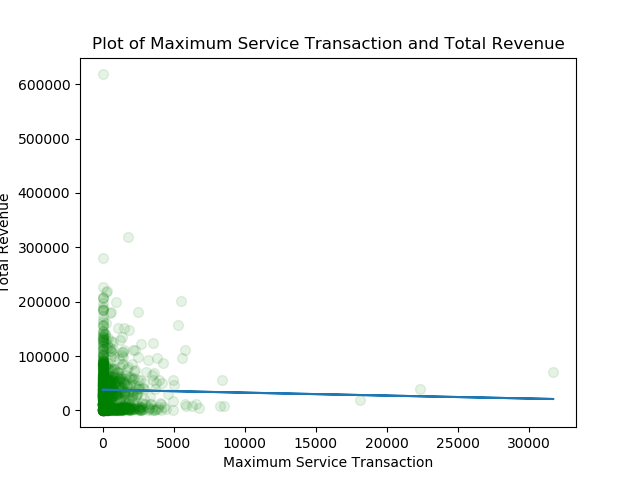 Plot of Maximum Service Transaction and Total Revenue
600000
500000
400000
300000
200000
100000
0
Total Revenue
0 5000 10000 15000 20000 25000 30000
Maximum Service Transaction